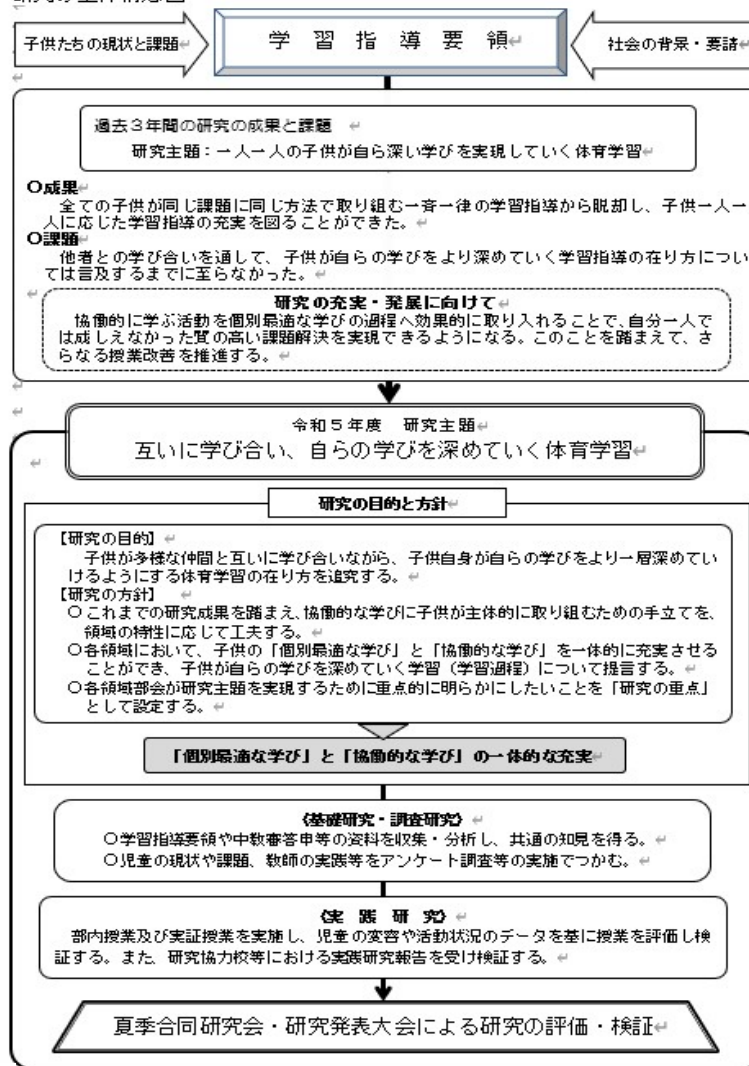 子供たちの現状と課題
学習指導要領
社会の背景・要請
過去３年間の研究の成果と課題
研究主題：一人一人の子供が自ら深い学びを実現していく体育学習
○成果
全ての子供が同じ課題に同じ方法で取り組む一斉一律の学習指導から脱却し、子供一人一
人に応じた学習指導の充実を図ることができた。
○課題
他者との学び合いを通して、子供が自らの学びをより深めていく学習指導の在り方につい
ては言及するまでに至らなかった。
研究の充実・発展に向けて
協働的に学ぶ活動を個別最適な学びの過程へ効果的に取り入れることで、自分一人で
は成しえなかった質の高い課題解決を実現できるようになる。このことを踏まえて、さ
らなる授業改善を推進する。
令和５年度　研究主題
互いに学び合い、自らの学びを深めていく体育学習
研究の目的と方針
【研究の目的】
子供が多様な仲間と互いに学び合いながら、子供自身が自らの学びをより一層深めてい
けるようにする体育学習の在り方を追究する。
【研究の方針】
○これまでの研究成果を踏まえ、協働的な学びに子供が主体的に取り組むための手立てを、
領域の特性に応じて工夫する。
○各領域において、子供の「個別最適な学び」と「協働的な学び」を一体的に充実させる
ことができ、子供が自らの学びを深めていく学習（学習過程）について提言する。
○各領域部会が研究主題を実現するために重点的に明らかにしたいことを「研究の重点」
として設定する。
「個別最適な学び」と「協働的な学び」の一体的な充実
《基礎研究・調査研究》
○学習指導要領や中教審答申等の資料を収集・分析し、共通の知見を得る。
○児童の現状や課題、教師の実践等をアンケート調査等の実施でつかむ。
《実践研究》
部内授業及び実証授業を実施し、児童の変容や活動状況のデータを基に授業を評価し検
証する。また、研究協力校等における実践研究報告を受け検証する。
夏季合同研究会・研究発表大会による研究の評価・検証